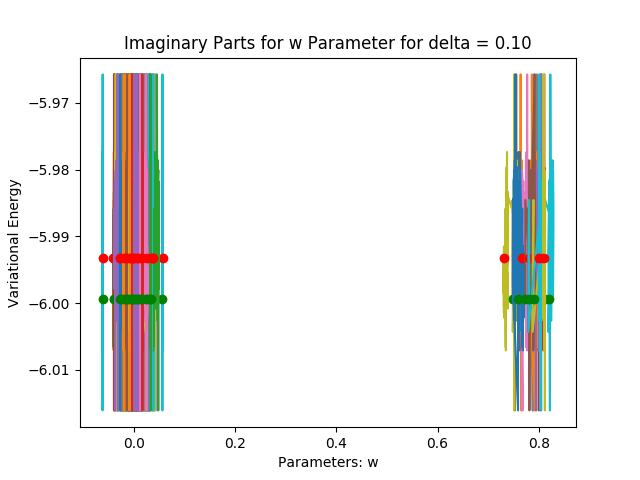 Imaginary Parts for w Parameter for delta = 0.10
Variational Energy
−5.97
−5.98
−5.99
−6.00
−6.01
0.0 0.2 0.4 0.6 0.8
Parameters: w